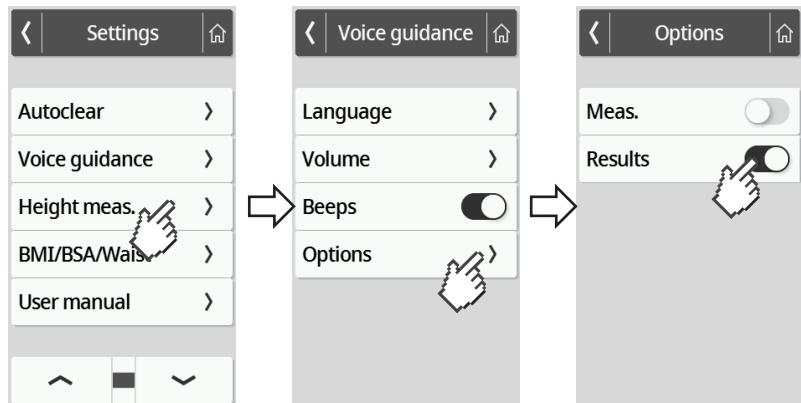 Settings
Autoclear
Voice guidance
Height meas.
BMI/BSA/Waist
User manual
Voice guidance
Language
Volume
Beeps
Options
Options
Meas.
Results